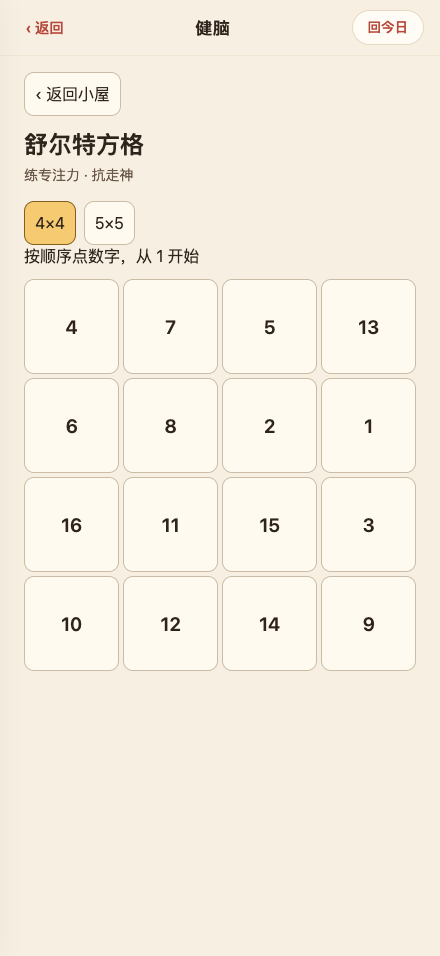 ‹ 返回 健脑 回今日
‹ 返回小屋
舒尔特方格
练专注力 · 抗走神
4×4 5×5
按顺序点数字，从 1 开始
4 7 5 13
6 8 2 1
16 11 15 3
10 12 14 9